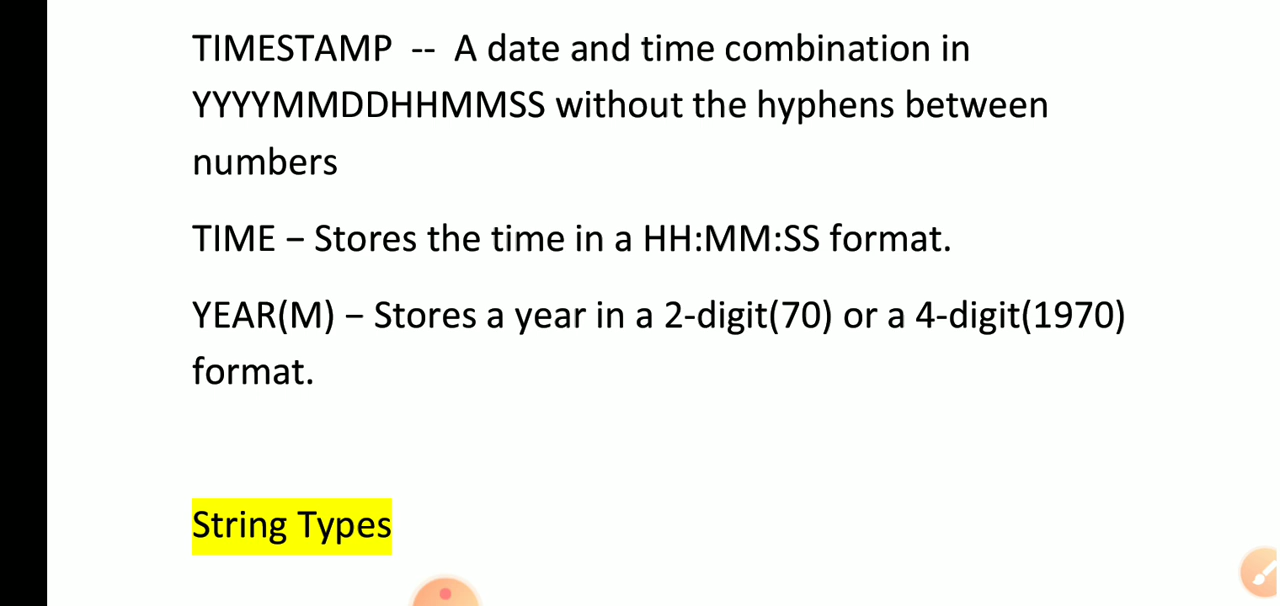 TIMESTAMP -- A date and time combination in
YYYYMMDDHHMMSS without the hyphens between
numbers
TIME – Stores the time in a HH:MM:SS format.
YEAR(M) – Stores a year in a 2-digit(70) or a 4-digit(1970)
format.
String Types